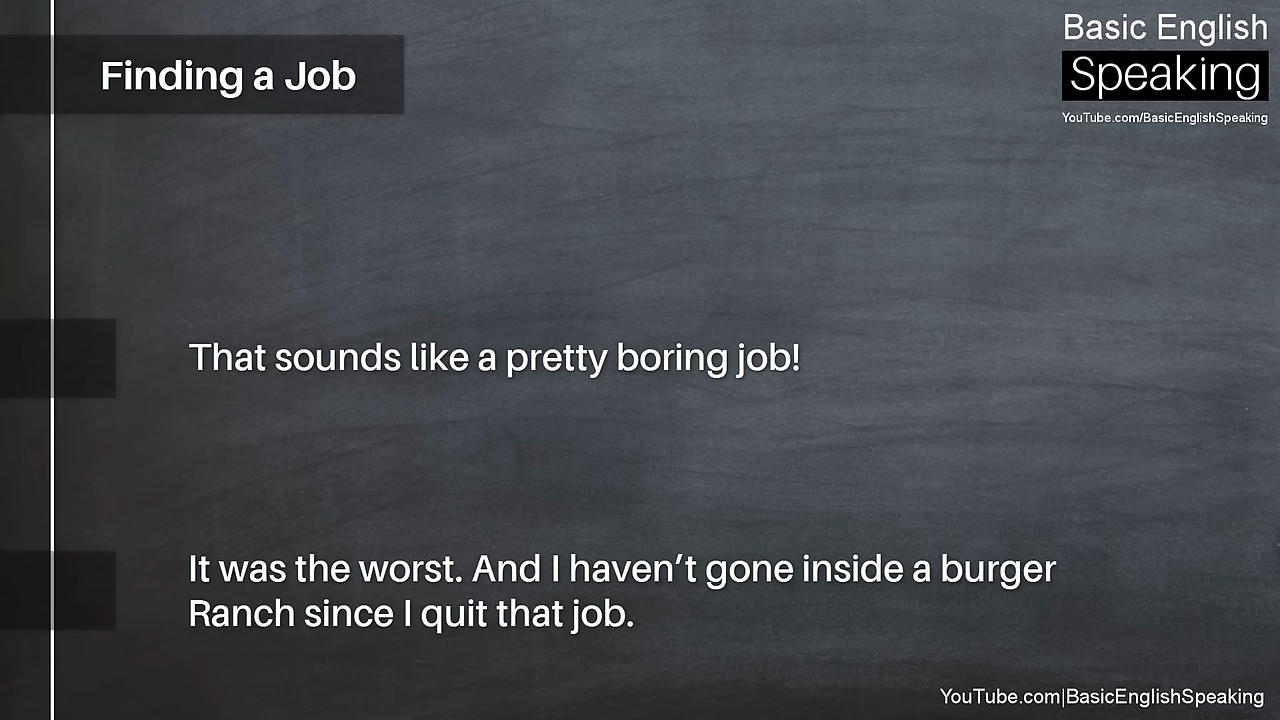 Basic English
Finding a Job
Speaking
YouTube.com/BasicEnglishSpeaking
That sounds like a pretty boring job!
It was the worst. And I haven’t gone inside a burger
Ranch since I quit that job.
YouTube.com|BasicEnglishSpeaking